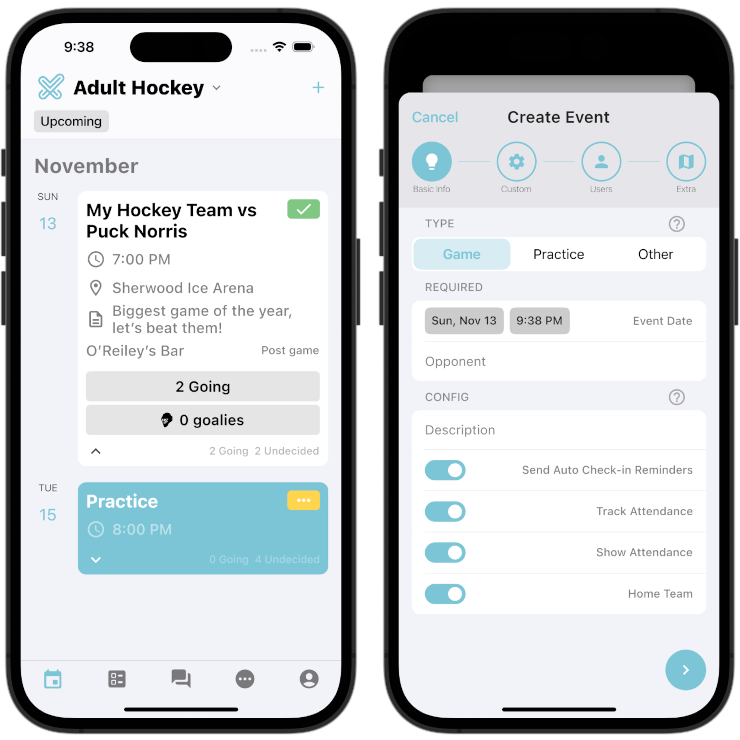 9:38
Adult Hockey
Upcoming
November
SUN
13
My Hockey Team vs
Puck Norris
7:00 PM
Sherwood Ice Arena
Biggest game of the year,
let's beat them!
O'Reiley's Bar Post game
2 Going
0 goalies
2 Going 2 Undecided
TUE
15
Practice
8:00 PM
0 Going 4 Undecided
Cancel Create Event
Basic Info Custom Users Extra
TYPE
Game Practice Other
REQUIRED
Sun, Nov 13 9:38 PM Event Date
Opponent
CONFIG
Description
Send Auto Check-in Reminders
Track Attendance
Show Attendance
Home Team